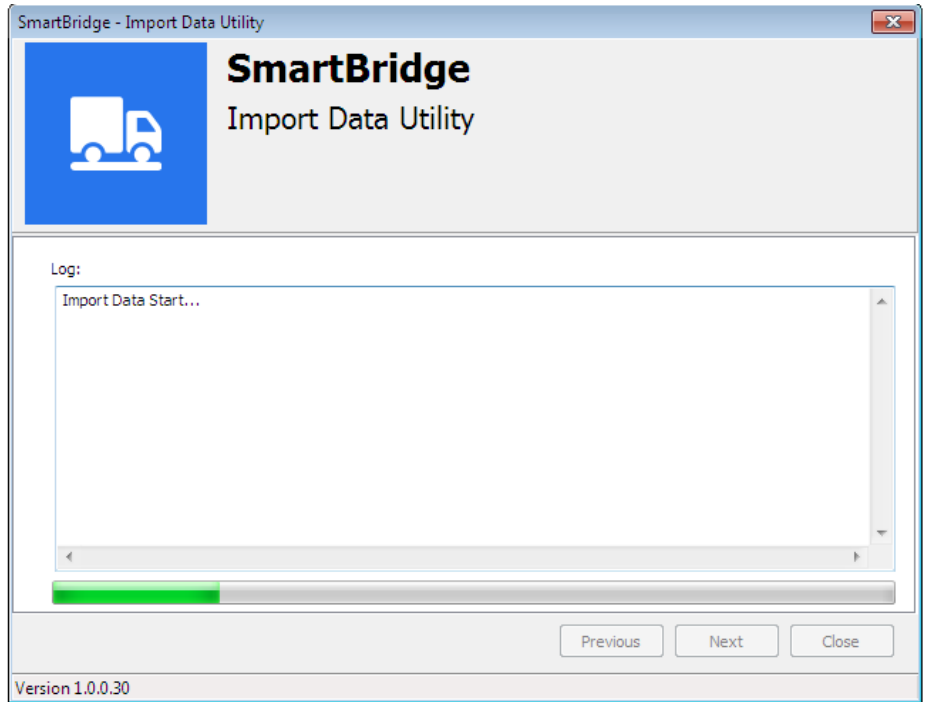 SmartBridge - Import Data Utility
SmartBridge
Import Data Utility
Log:
Import Data Start...
Previous Next Close
Version 1.0.0.30